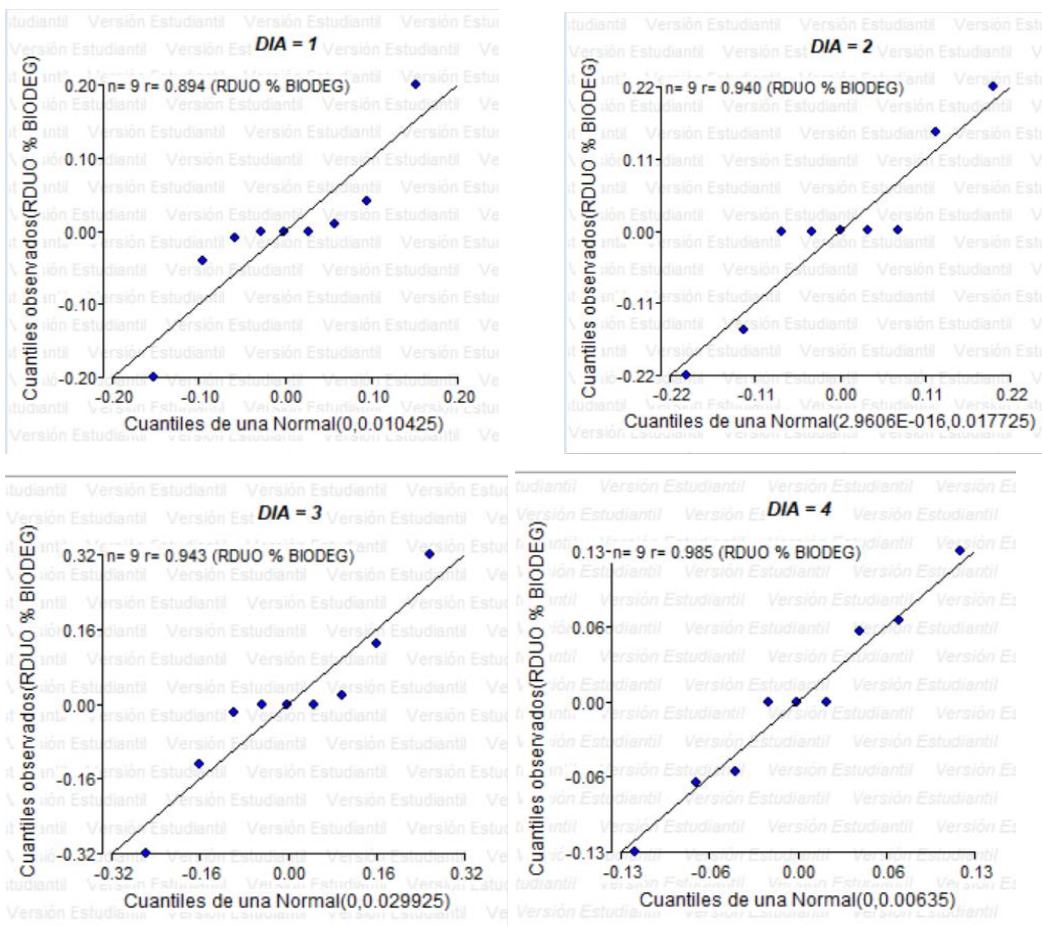 DIA = 1
n= 9 r= 0.894 (RDUO % BIODEG)
Cuantiles observados(RDUO % BIODEG)
0.20
0.10
0.00
-0.10
-0.20
-0.20 -0.10 0.00 0.10 0.20
Cuantiles de una Normal(0,0.010425)
DIA = 2
n= 9 r= 0.940 (RDUO % BIODEG)
Cuantiles observados(RDUO % BIODEG)
0.22
0.11
0.00
-0.11
-0.22
-0.22 -0.11 0.00 0.11 0.22
Cuantiles de una Normal(2.9606E-016,0.017725)
DIA = 3
n= 9 r= 0.943 (RDUO % BIODEG)
Cuantiles observados(RDUO % BIODEG)
0.32
0.16
0.00
-0.16
-0.32
-0.32 -0.16 0.00 0.16 0.32
Cuantiles de una Normal(0,0.029925)
DIA = 4
n= 9 r= 0.985 (RDUO % BIODEG)
Cuantiles observados(RDUO % BIODEG)
0.13
0.06
0.00
-0.06
-0.13
-0.13 -0.06 0.00 0.06 0.13
Cuantiles de una Normal(0,0.00635)
Versión Estudiantil